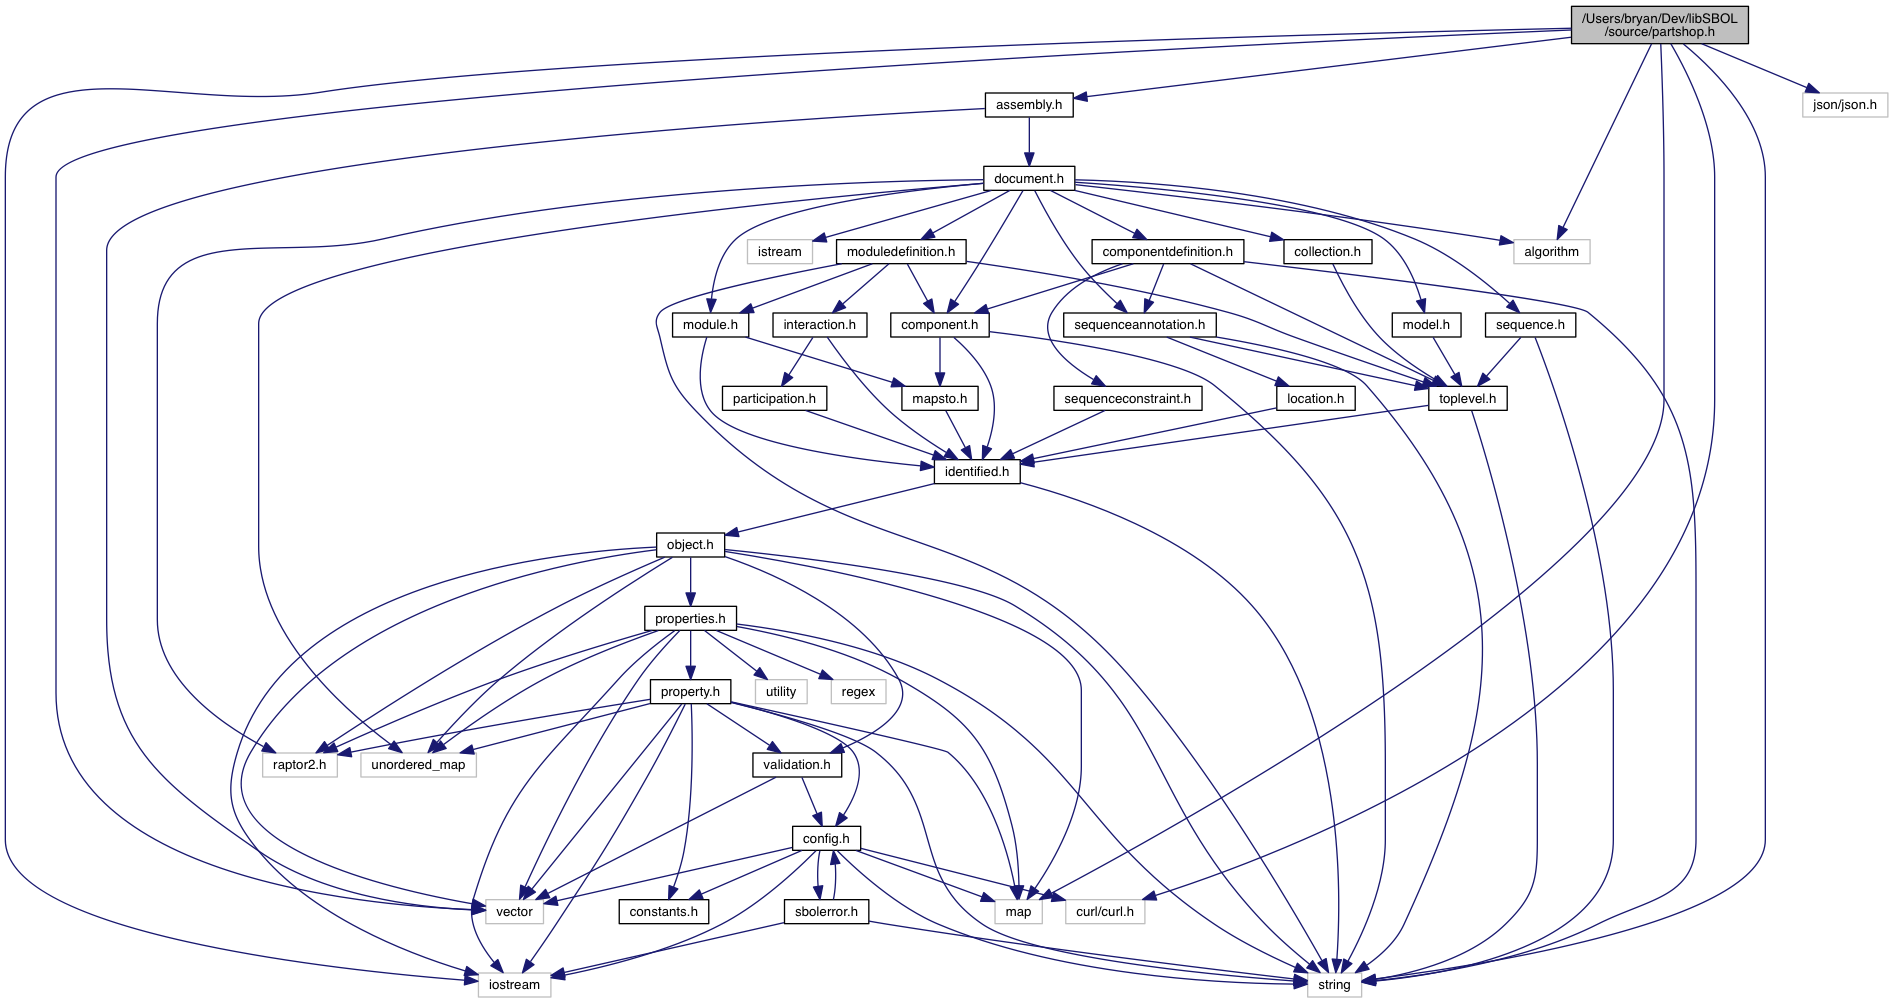 /Users/bryan/Dev/libSBOL
/source/partshop.h
assembly.h
json/json.h
document.h
istream
moduledefinition.h
componentdefinition.h
collection.h
algorithm
module.h
interaction.h
component.h
sequenceannotation.h
model.h
sequence.h
participation.h
mapsto.h
sequenceconstraint.h
location.h
toplevel.h
identified.h
object.h
properties.h
property.h
utility
regex
raptor2.h
unordered_map
validation.h
config.h
vector
constants.h
sbolerror.h
map
curl/curl.h
iostream
string